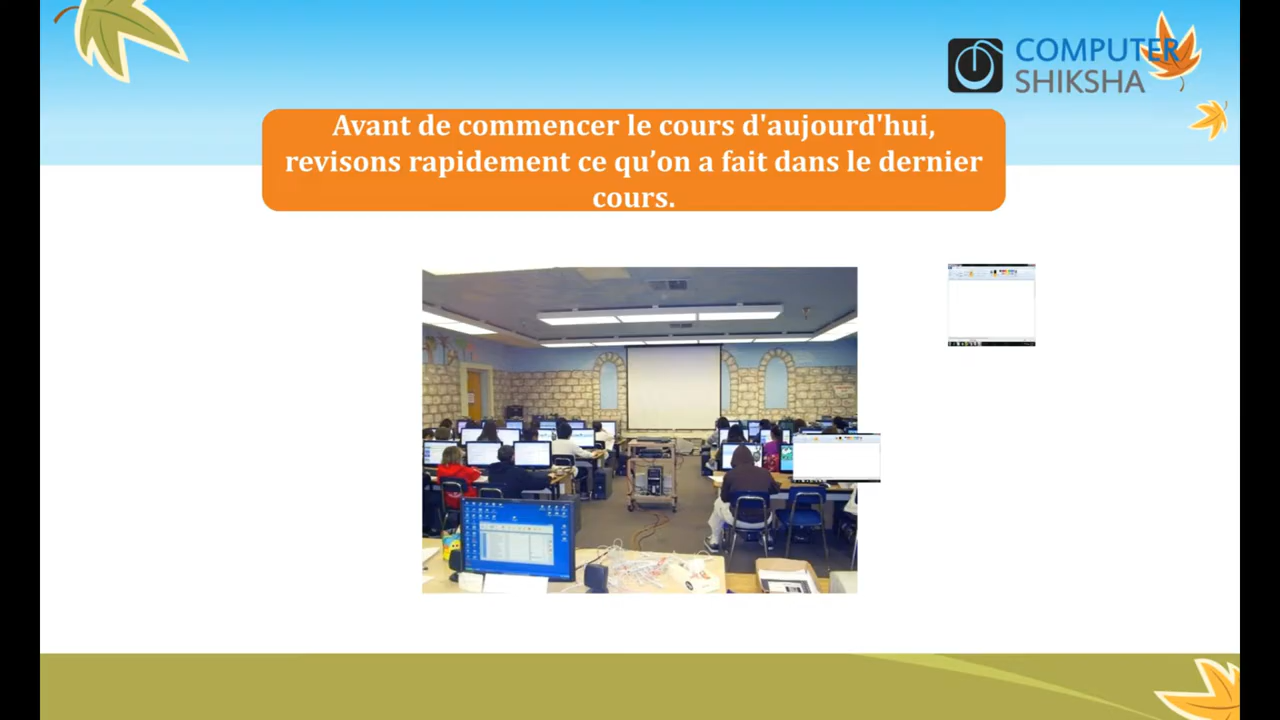 COMPUTER
SHIKSHA
Avant de commencer le cours d'aujourd'hui,
revisons rapidement ce qu’on a fait dans le dernier
cours.